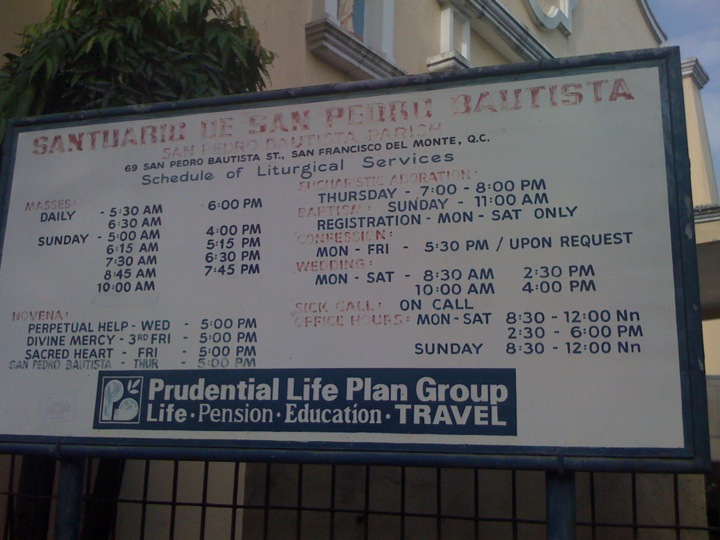 SANTUARIO DE SAN PEDRO BAUTISTA
SAN PEDRO BAUTISTA PARISH
69 SAN PEDRO BAUTISTA ST., SAN FRANCISCO DEL MONTE, Q.C.
Schedule of Liturgical Services
MASSES:
DAILY - 5:30 AM 6:00 PM
6:30 AM
SUNDAY - 5:00 AM 4:00 PM
6:15 AM 5:15 PM
7:30 AM 6:30 PM
8:45 AM 7:45 PM
10:00 AM
NOVENA:
PERPETUAL HELP - WED - 5:00 PM
DIVINE MERCY - 3RD FRI - 5:00 PM
SACRED HEART - FRI - 5:00 PM
SAN PEDRO BAUTISTA - THUR - 5:00 PM
EUCHARISTIC ADORATION:
THURSDAY - 7:00 - 8:00 PM
BAPTISM: SUNDAY - 11:00 AM
REGISTRATION - MON - SAT ONLY
CONFESSION:
MON - FRI - 5:30 PM / UPON REQUEST
WEDDING:
MON - SAT - 8:30 AM 2:30 PM
10:00 AM 4:00 PM
SICK CALL: ON CALL
OFFICE HOURS: MON - SAT 8:30 - 12:00 Nn
2:30 - 6:00 PM
SUNDAY 8:30 - 12:00 Nn
Prudential Life Plan Group
Life · Pension · Education · TRAVEL